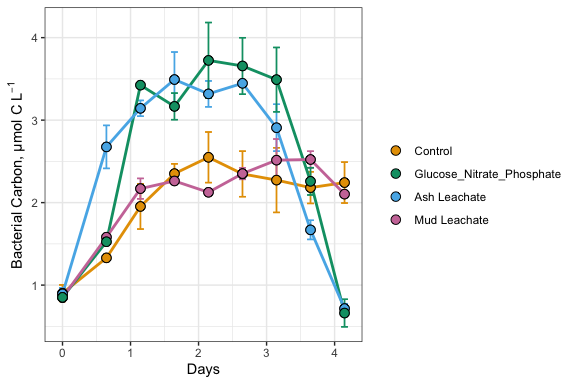 Bacterial Carbon, μmol C L⁻¹
4
3
2
1
0 1 2 3 4
Days
Control
Glucose_Nitrate_Phosphate
Ash Leachate
Mud Leachate